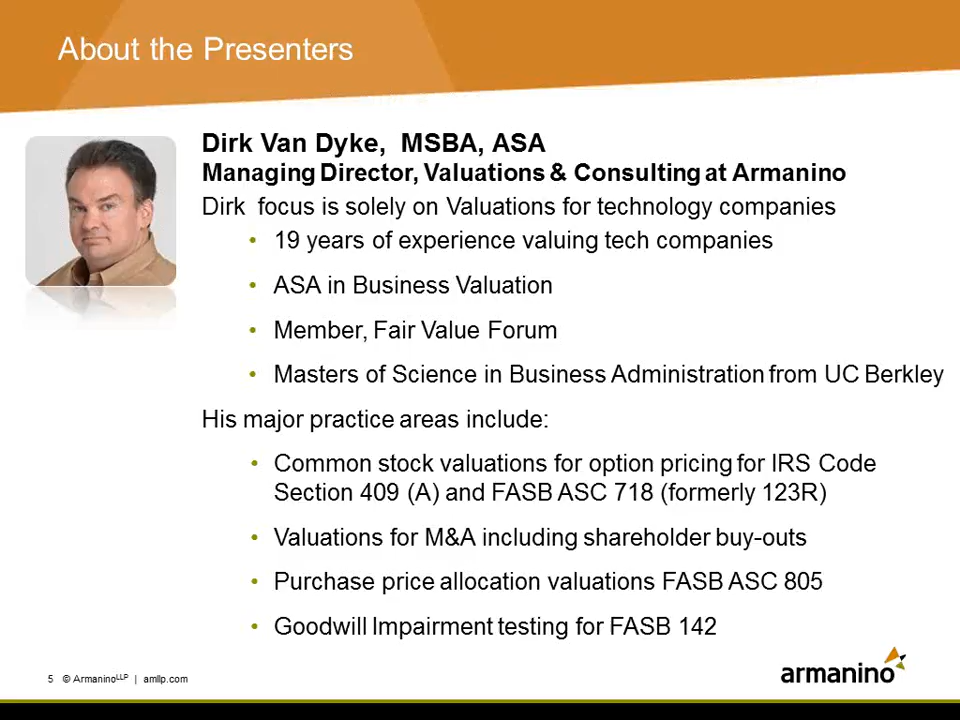 About the Presenters
Dirk Van Dyke, MSBA, ASA
Managing Director, Valuations & Consulting at Armanino
Dirk focus is solely on Valuations for technology companies
• 19 years of experience valuing tech companies
• ASA in Business Valuation
• Member, Fair Value Forum
• Masters of Science in Business Administration from UC Berkley
His major practice areas include:
• Common stock valuations for option pricing for IRS Code
Section 409 (A) and FASB ASC 718 (formerly 123R)
• Valuations for M&A including shareholder buy-outs
• Purchase price allocation valuations FASB ASC 805
• Goodwill Impairment testing for FASB 142
5 © ArmaninoLLP | amllp.com
armanino